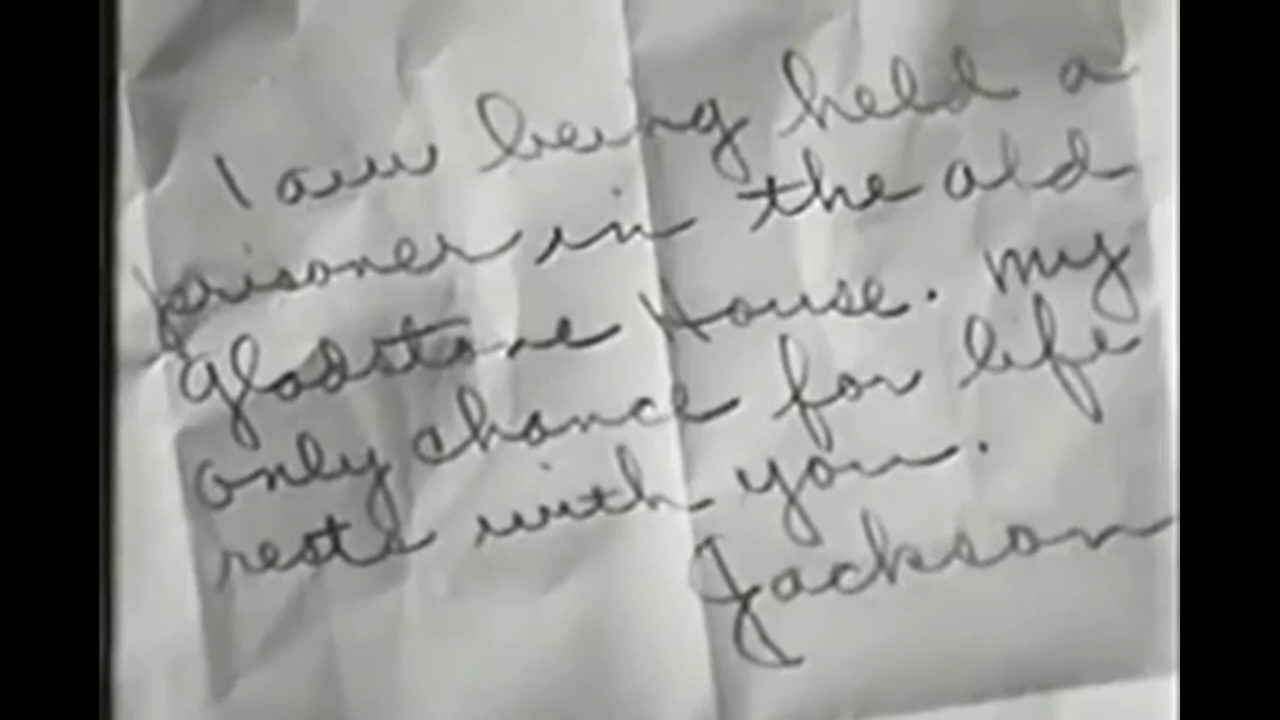 I am being held a
prisoner in the old
Gladstone House. My
only chance for life
rests with you.
Jackson